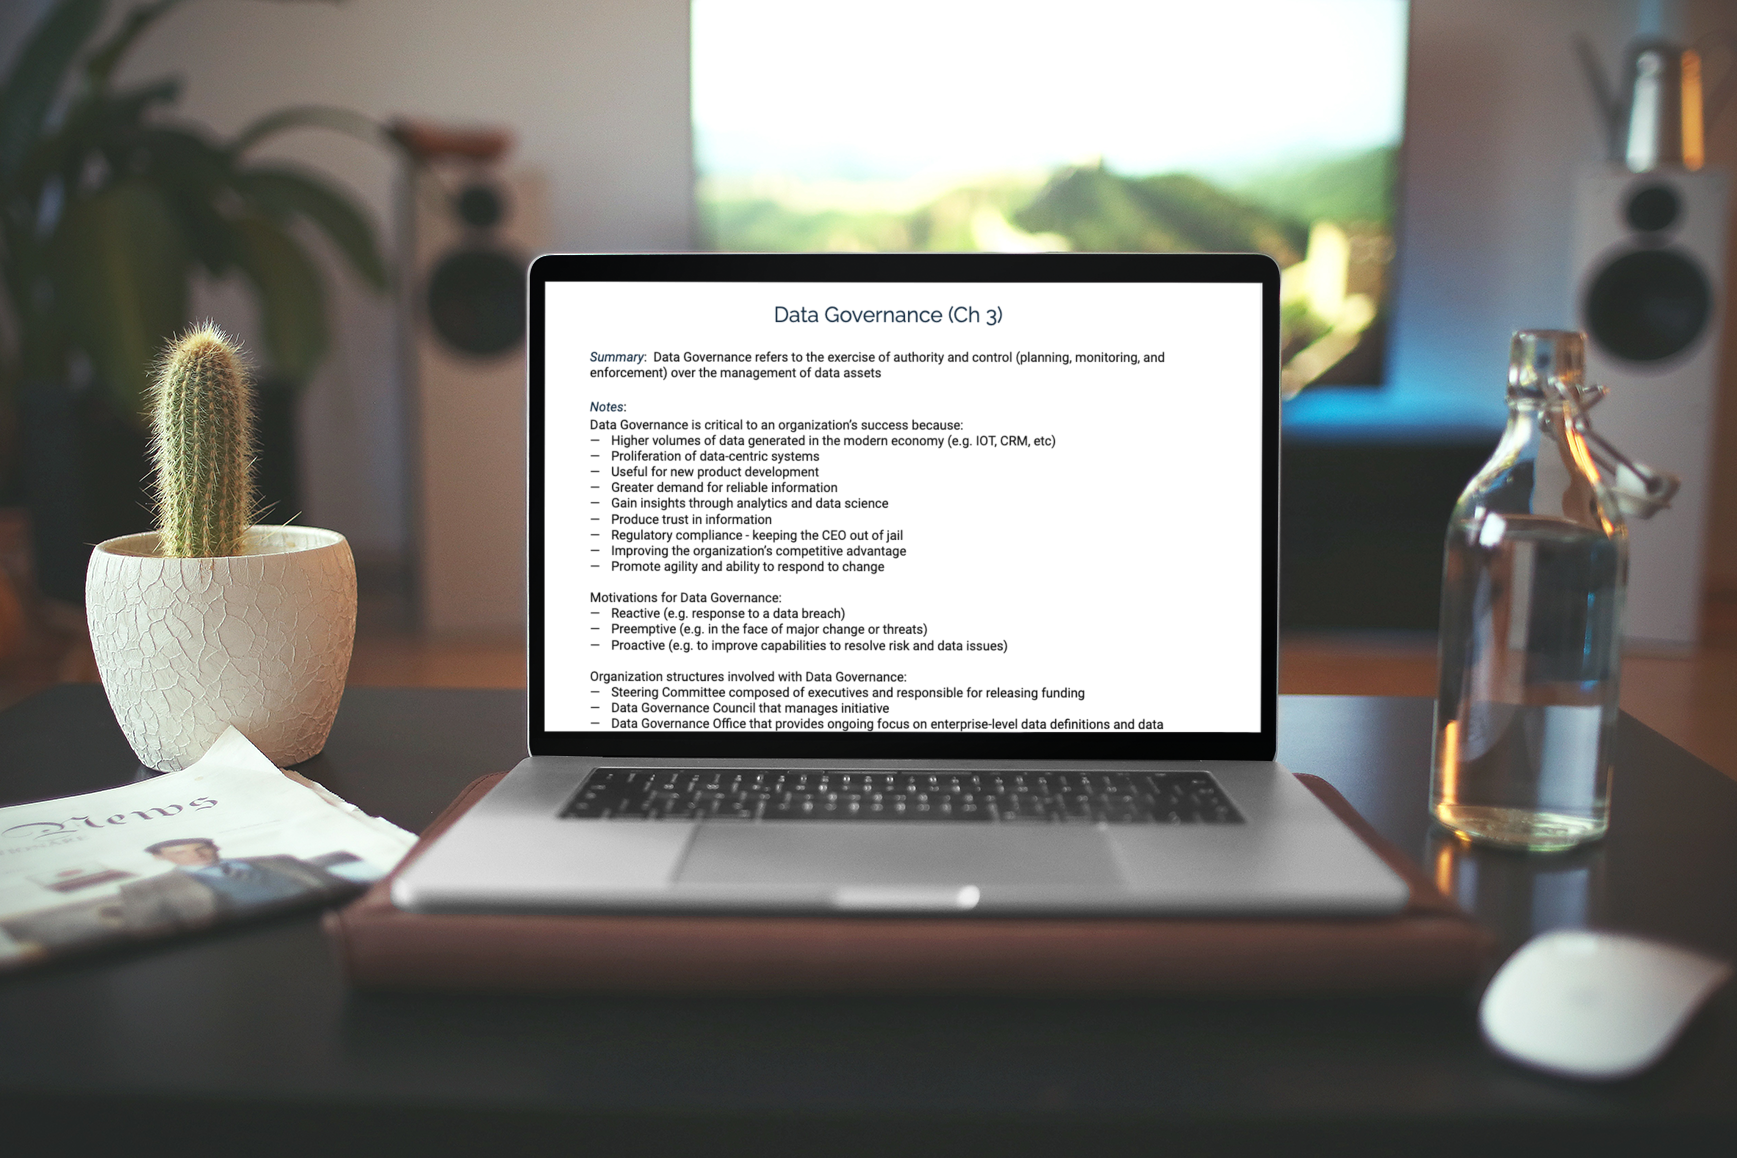 Data Governance (Ch 3)
Summary: Data Governance refers to the exercise of authority and control (planning, monitoring, and
enforcement) over the management of data assets
Notes:
Data Governance is critical to an organization's success because:
– Higher volumes of data generated in the modern economy (e.g. IOT, CRM, etc)
– Proliferation of data-centric systems
– Useful for new product development
– Greater demand for reliable information
– Gain insights through analytics and data science
– Produce trust in information
– Regulatory compliance - keeping the CEO out of jail
– Improving the organization's competitive advantage
– Promote agility and ability to respond to change
Motivations for Data Governance:
– Reactive (e.g. response to a data breach)
– Preemptive (e.g. in the face of major change or threats)
– Proactive (e.g. to improve capabilities to resolve risk and data issues)
Organization structures involved with Data Governance:
– Steering Committee composed of executives and responsible for releasing funding
– Data Governance Council that manages initiative
– Data Governance Office that provides ongoing focus on enterprise-level data definitions and data
News